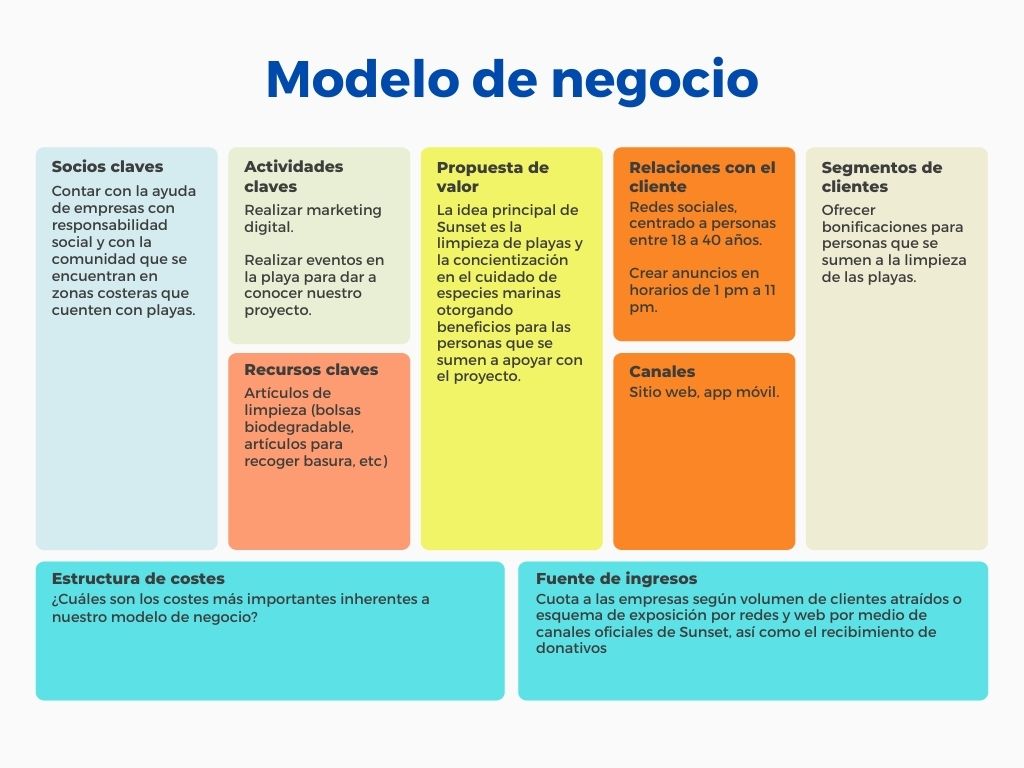 Modelo de negocio
Socios claves
Contar con la ayuda
de empresas con
responsabilidad
social y con la
comunidad que se
encuentran en
zonas costeras que
cuenten con playas.
Actividades
claves
Realizar marketing
digital.
Realizar eventos en
la playa para dar a
conocer nuestro
proyecto.
Recursos claves
Artículos de
limpieza (bolsas
biodegradable,
artículos para
recoger basura, etc)
Propuesta de
valor
La idea principal de
Sunset es la
limpieza de playas y
la concientización
en el cuidado de
especies marinas
otorgando
beneficios para las
personas que se
sumen a apoyar con
el proyecto.
Relaciones con el
cliente
Redes sociales,
centrado a personas
entre 18 a 40 años.
Crear anuncios en
horarios de 1 pm a 11
pm.
Canales
Sitio web, app móvil.
Segmentos de
clientes
Ofrecer
bonificaciones para
personas que se
sumen a la limpieza
de las playas.
Estructura de costes
¿Cuáles son los costes más importantes inherentes a
nuestro modelo de negocio?
Fuente de ingresos
Cuota a las empresas según volumen de clientes atraídos o
esquema de exposición por redes y web por medio de
canales oficiales de Sunset, así como el recibimiento de
donativos